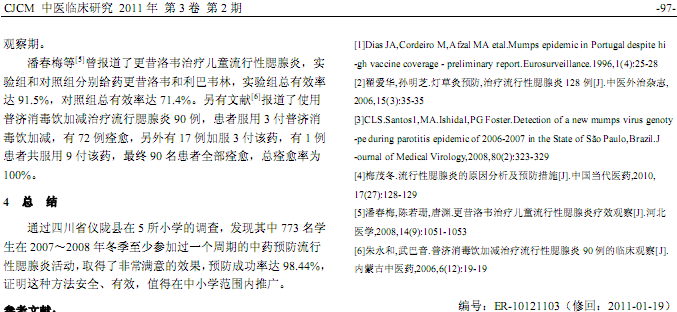 CJCM 中医临床研究 2011 年 第 3 卷 第 2 期 -97-
观察期。
潘春梅等[5]曾报道了更昔洛韦治疗儿童流行性腮腺炎，实
验组和对照组分别给药更昔洛韦和利巴韦林，实验组总有效率
达 91.5%，对照组总有效率达 71.4%。另有文献[6]报道了使用
普济消毒饮加减治疗流行性腮腺炎 90 例，患者服用 3 付普济消
毒饮加减，有 72 例痊愈，另外有 17 例加服 3 付该药，有 1 例
患者共服用 9 付该药，最终 90 名患者全部痊愈，总痊愈率为
100%。
4 总 结
通过四川省仪陇县在 5 所小学的调查，发现其中 773 名学
生在 2007～2008 年冬季至少参加过一个周期的中药预防流行
性腮腺炎活动，取得了非常满意的效果，预防成功率达 98.44%，
证明这种方法安全、有效，值得在中小学范围内推广。
参考文献：
[1]Dias JA,Cordeiro M,Afzal MA etal.Mumps epidemic in Portugal despite hi
-gh vaccine coverage - preliminary report.Eurosurveillance.1996,1(4):25-28
[2]翟爱华,孙明芝.灯草灸预防,治疗流行性腮腺炎 128 例[J].中医外治杂志,
2006,15(3):35-35
[3]CLS.Santos1,MA.Ishida1,PG Foster.Detection of a new mumps virus genoty
-pe during parotitis epidemic of 2006-2007 in the State of São Paulo,Brazil.J
-ournal of Medical Virology,2008,80(2):323-329
[4]梅茂冬.流行性腮腺炎的原因分析及预防措施[J].中国当代医药,2010,
17(27):128-129
[5]潘春梅,陈若珊,唐渊.更昔洛韦治疗儿童流行性腮腺炎疗效观察[J].河北
医学,2008,14(9):1051-1053
[6]朱永和,武巴音.普济消毒饮加减治疗流行性腮腺炎 90 例的临床观察[J].
内蒙古中医药,2006,6(12):19-19
编号：ER-10121103（修回：2011-01-19）